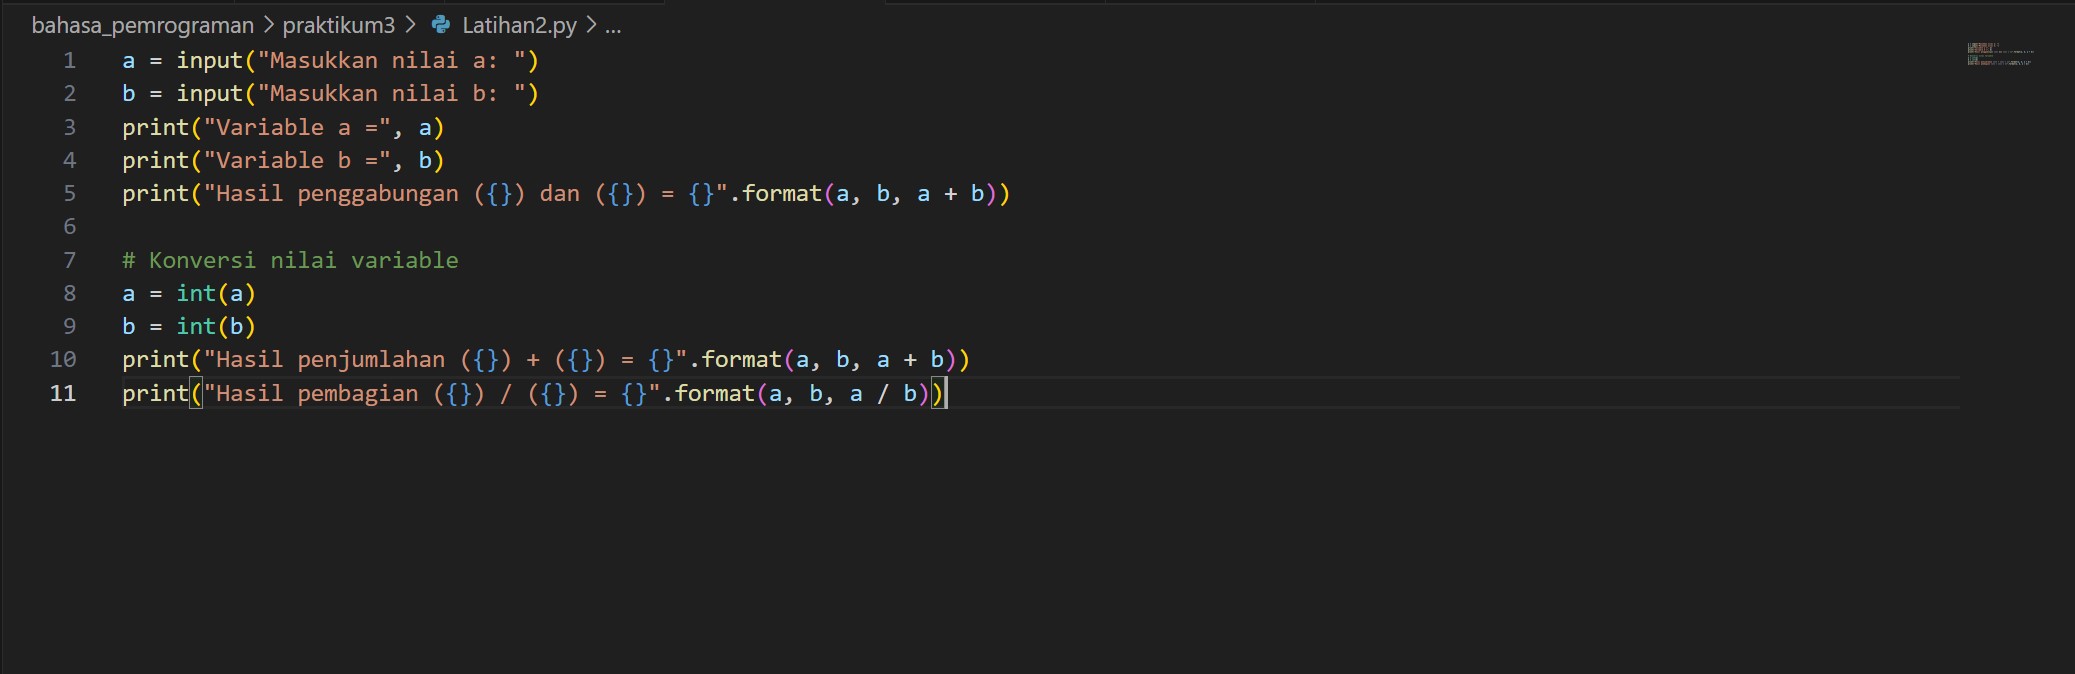 bahasa_pemrograman > praktikum3 > Latihan2.py > ...
1 a = input("Masukkan nilai a: ")
2 b = input("Masukkan nilai b: ")
3 print("Variable a =", a)
4 print("Variable b =", b)
5 print("Hasil penggabungan ({}) dan ({}) = {}".format(a, b, a + b))
6
7 # Konversi nilai variable
8 a = int(a)
9 b = int(b)
10 print("Hasil penjumlahan ({}) + ({}) = {}".format(a, b, a + b))
11 print("Hasil pembagian ({}) / ({}) = {}".format(a, b, a / b))